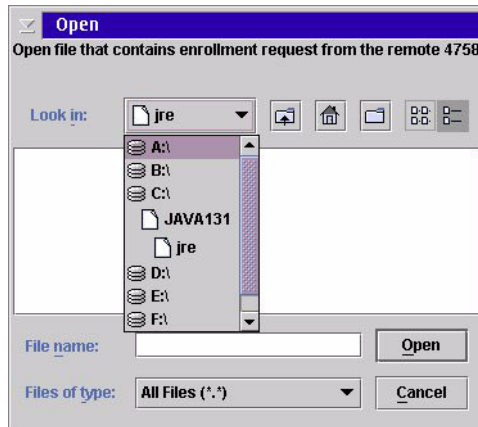 Open
Open file that contains enrollment request from the remote 4758
Look in:
jre
A:\
B:\
C:\
JAVA131
jre
D:\
E:\
F:\
File name:
Open
Files of type:
All Files (*.*)
Cancel